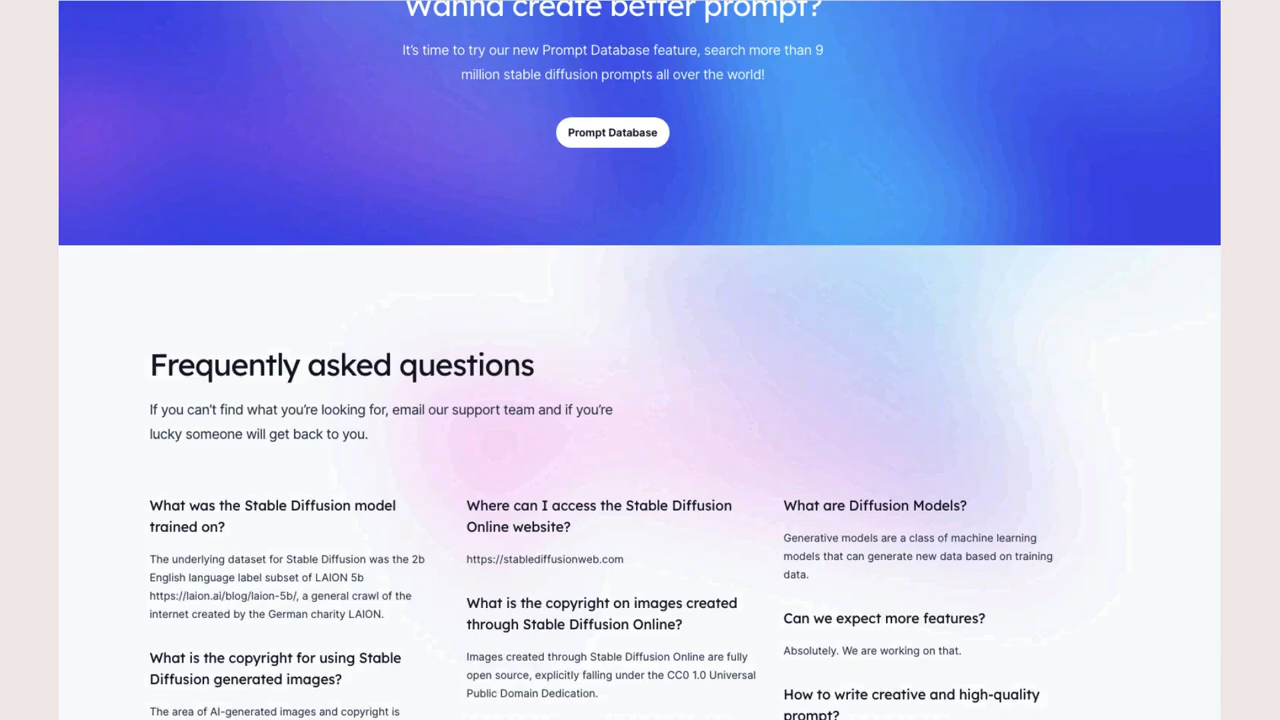 Wanna create better prompt?
It's time to try our new Prompt Database feature, search more than 9
million stable diffusion prompts all over the world!
Prompt Database
Frequently asked questions
If you can't find what you're looking for, email our support team and if you're
lucky someone will get back to you.
What was the Stable Diffusion model
trained on?
The underlying dataset for Stable Diffusion was the 2b
English language label subset of LAION 5b
https://laion.ai/blog/laion-5b/, a general crawl of the
internet created by the German charity LAION.
What is the copyright for using Stable
Diffusion generated images?
The area of AI-generated images and copyright is
Where can I access the Stable Diffusion
Online website?
https://stablediffusionweb.com
What is the copyright on images created
through Stable Diffusion Online?
Images created through Stable Diffusion Online are fully
open source, explicitly falling under the CC0 1.0 Universal
Public Domain Dedication.
What are Diffusion Models?
Generative models are a class of machine learning
models that can generate new data based on training
data.
Can we expect more features?
Absolutely. We are working on that.
How to write creative and high-quality
prompt?